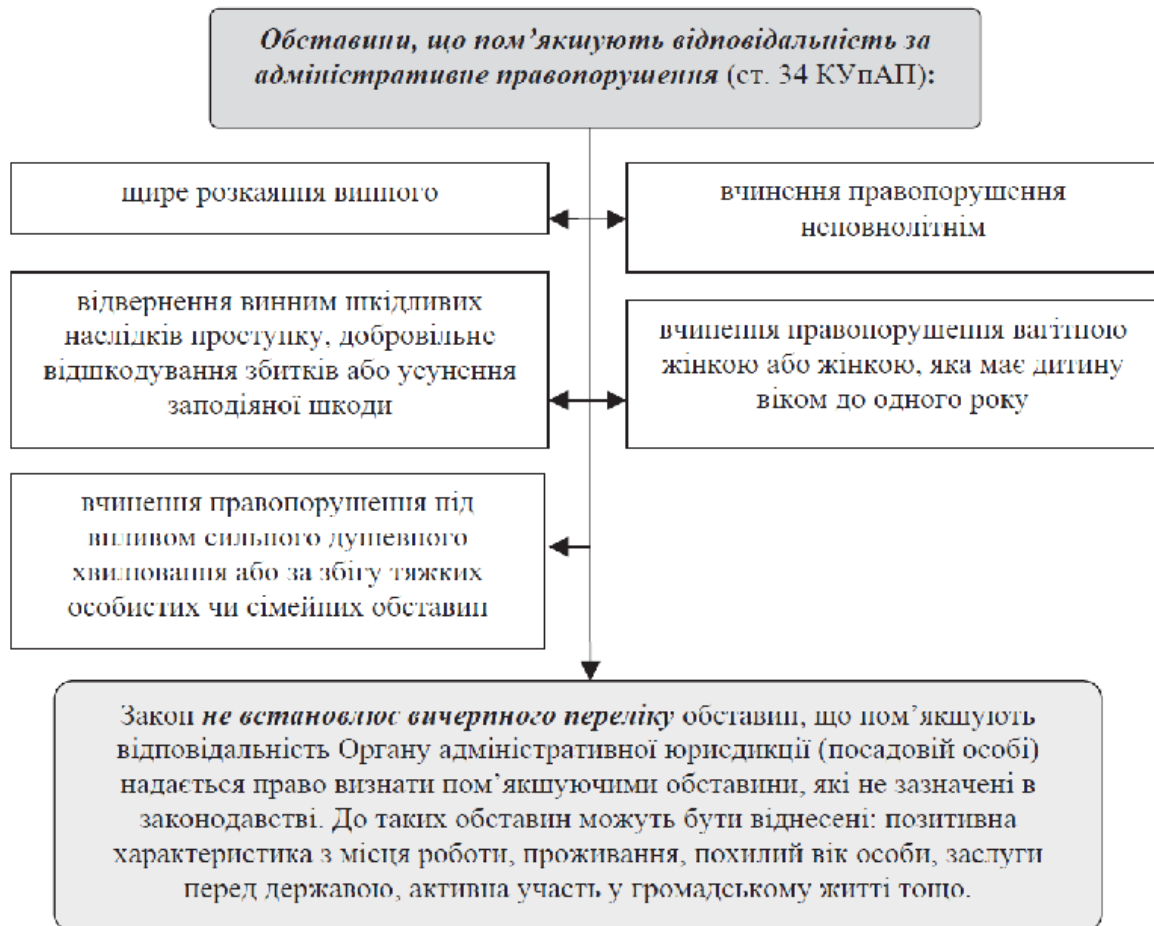 Обставини, що пом’якшують відповідальність за
адміністративне правопорушення (ст. 34 КУпАП):
щире розкаяння винного
вчинення правопорушення
неповнолітнім
відвернення винним шкідливих
наслідків проступку, добровільне
відшкодування збитків або усунення
заподіяної шкоди
вчинення правопорушення вагітною
жінкою або жінкою, яка має дитину
віком до одного року
вчинення правопорушення під
впливом сильного душевного
хвилювання або за збігу тяжких
особистих чи сімейних обставин
Закон не встановлює вичерпного переліку обставин, що пом’якшують
відповідальність Органу адміністративної юрисдикції (посадовій особі)
надається право визнати пом’якшуючими обставини, які не зазначені в
законодавстві. До таких обставин можуть бути віднесені: позитивна
характеристика з місця роботи, проживання, похилий вік особи, заслуги
перед державою, активна участь у громадському житті тощо.